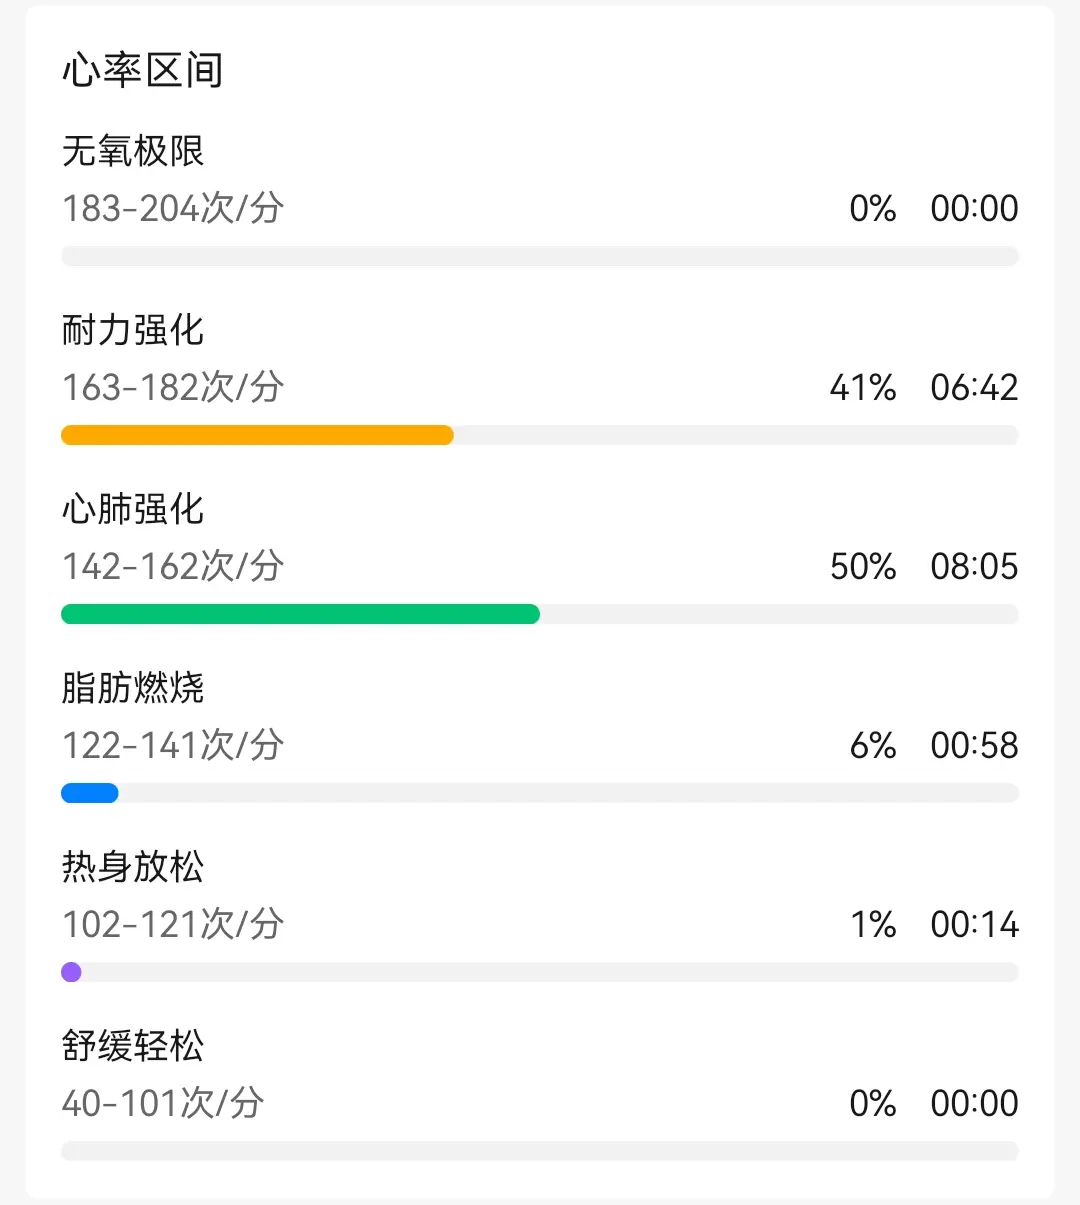 心率区间
无氧极限
183-204次/分 0% 00:00
耐力强化
163-182次/分 41% 06:42
心肺强化
142-162次/分 50% 08:05
脂肪燃烧
122-141次/分 6% 00:58
热身放松
102-121次/分 1% 00:14
舒缓轻松
40-101次/分 0% 00:00